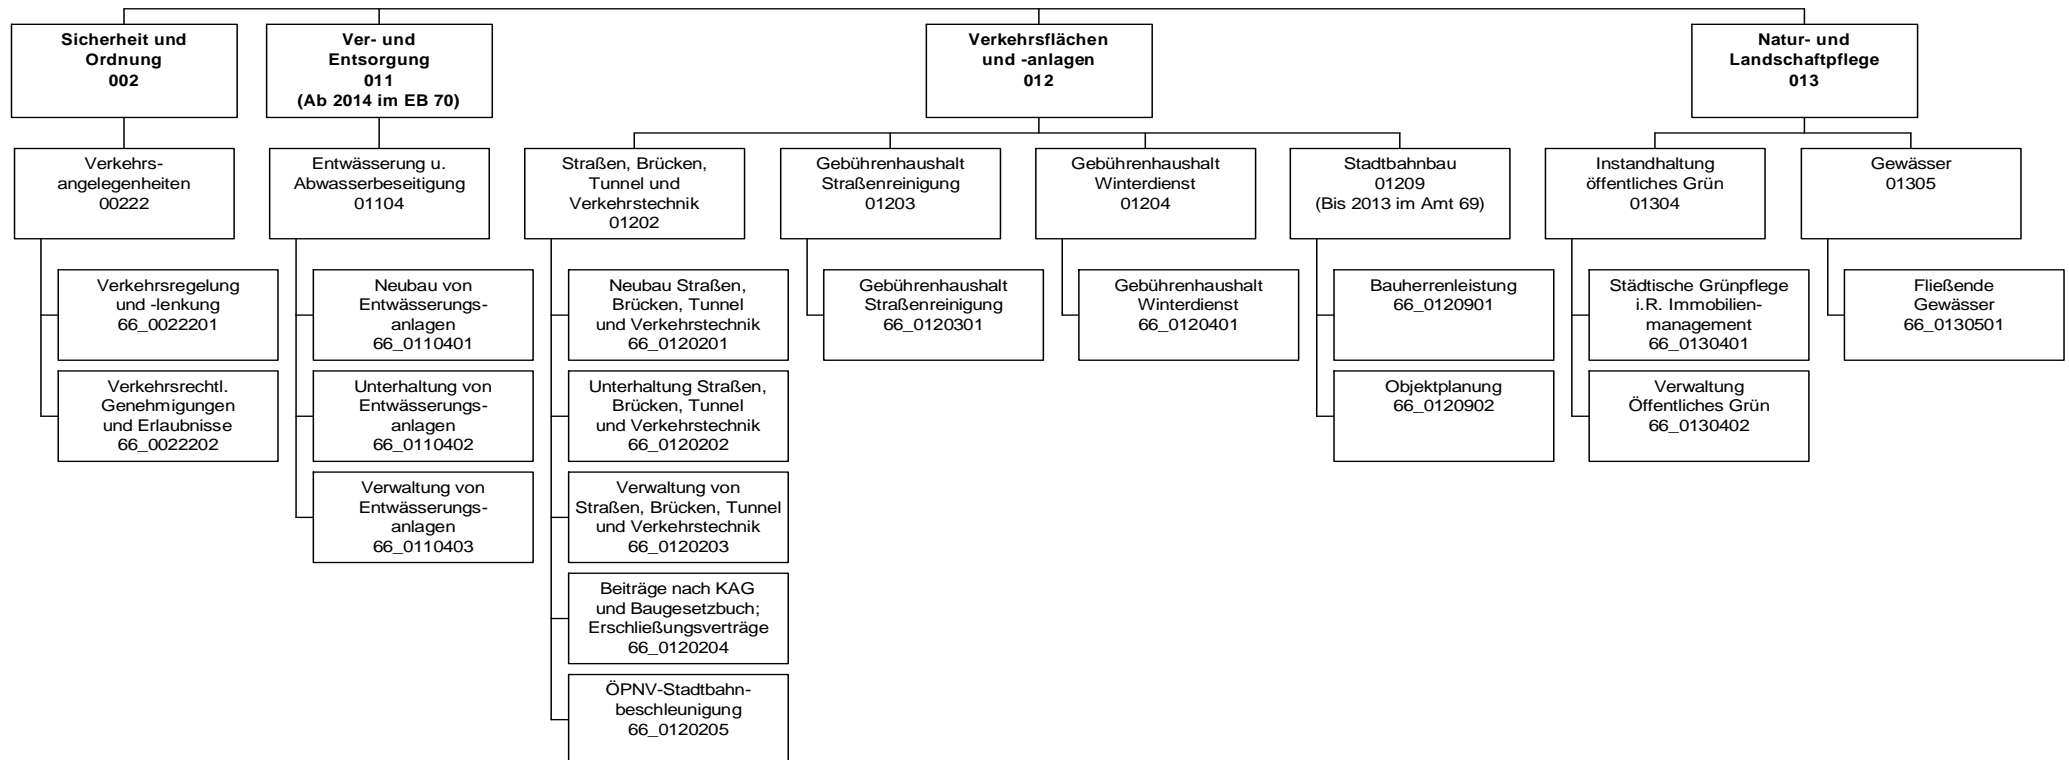 Sicherheit und
Ordnung
002
Ver- und
Entsorgung
011
(Ab 2014 im EB 70)
Verkehrsflächen
und -anlagen
012
Natur- und
Landschaftpflege
013
Verkehrs-
angelegenheiten
00222
Entwässerung u.
Abwasserbeseitigung
01104
Straßen, Brücken,
Tunnel und
Verkehrstechnik
01202
Gebührenhaushalt
Straßenreinigung
01203
Gebührenhaushalt
Winterdienst
01204
Stadtbahnbau
01209
(Bis 2013 im Amt 69)
Instandhaltung
öffentliches Grün
01304
Gewässer
01305
Verkehrsregelung
und -lenkung
66_0022201
Verkehrsrechtl.
Genehmigungen
und Erlaubnisse
66_0022202
Neubau von
Entwässerungs-
anlagen
66_0110401
Unterhaltung von
Entwässerungs-
anlagen
66_0110402
Verwaltung von
Entwässerungs-
anlagen
66_0110403
Neubau Straßen,
Brücken, Tunnel
und Verkehrstechnik
66_0120201
Unterhaltung Straßen,
Brücken, Tunnel
und Verkehrstechnik
66_0120202
Verwaltung von
Straßen, Brücken, Tunnel
und Verkehrstechnik
66_0120203
Beiträge nach KAG
und Baugesetzbuch;
Erschließungsverträge
66_0120204
ÖPNV-Stadtbahn-
beschleunigung
66_0120205
Gebührenhaushalt
Straßenreinigung
66_0120301
Gebührenhaushalt
Winterdienst
66_0120401
Bauherrenleistung
66_0120901
Objektplanung
66_0120902
Städtische Grünpflege
i.R. Immobilien-
management
66_0130401
Verwaltung
Öffentliches Grün
66_0130402
Fließende
Gewässer
66_0130501